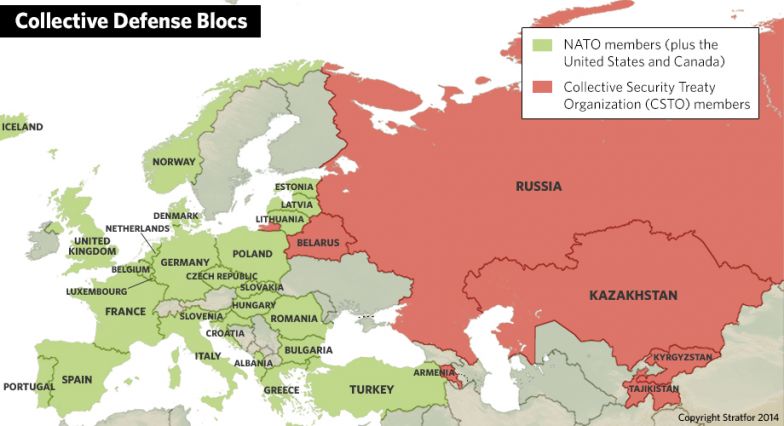 Collective Defense Blocs
NATO members (plus the
United States and Canada)
Collective Security Treaty
Organization (CSTO) members
ICELAND
NORWAY
ESTONIA
LATVIA
LITHUANIA
DENMARK
NETHERLANDS
UNITED
KINGDOM
BELGIUM
LUXEMBOURG
GERMANY
POLAND
BELARUS
RUSSIA
CZECH REPUBLIC
SLOVAKIA
FRANCE
SLOVENIA
HUNGARY
ROMANIA
CROATIA
ITALY
BULGARIA
ALBANIA
PORTUGAL
SPAIN
GREECE
TURKEY
ARMENIA
KAZAKHSTAN
KYRGYZSTAN
TAJIKISTAN
Copyright Stratfor 2014